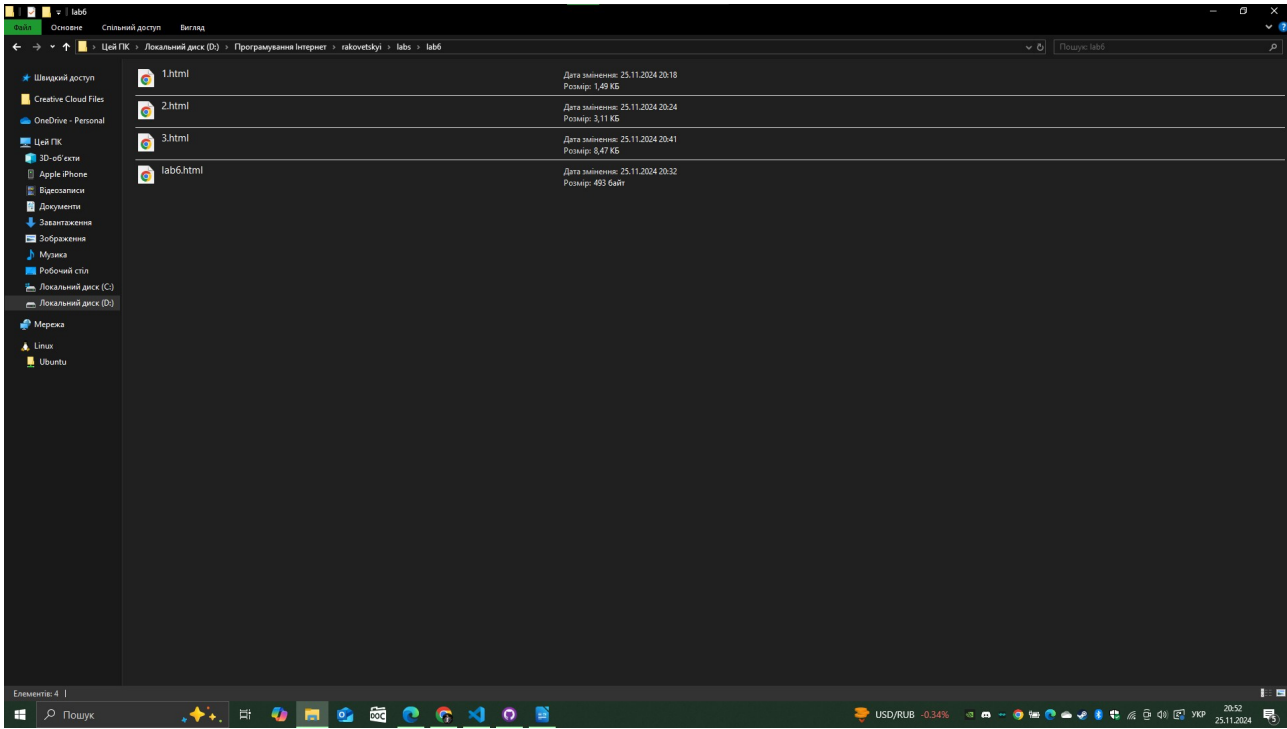 lab6
Файл Основне Спільний доступ Вигляд
Цей ПК › Локальний диск (D:) › Програмування Інтернет › rakovetskyi › labs › lab6
Пошук: lab6
Швидкий доступ
Creative Cloud Files
OneDrive - Personal
Цей ПК
3D-об'єкти
Apple iPhone
Відеозаписи
Документи
Завантаження
Зображення
Музика
Робочий стіл
Локальний диск (C:)
Локальний диск (D:)
Мережа
Linux
Ubuntu
1.html
Дата змінення: 25.11.2024 20:18
Розмір: 1,49 КБ
2.html
Дата змінення: 25.11.2024 20:24
Розмір: 3,11 КБ
3.html
Дата змінення: 25.11.2024 20:41
Розмір: 8,47 КБ
lab6.html
Дата змінення: 25.11.2024 20:32
Розмір: 493 байт
Елементів: 4
Пошук
DOC
USD/RUB -0.34%
УКР
20:52
25.11.2024
5